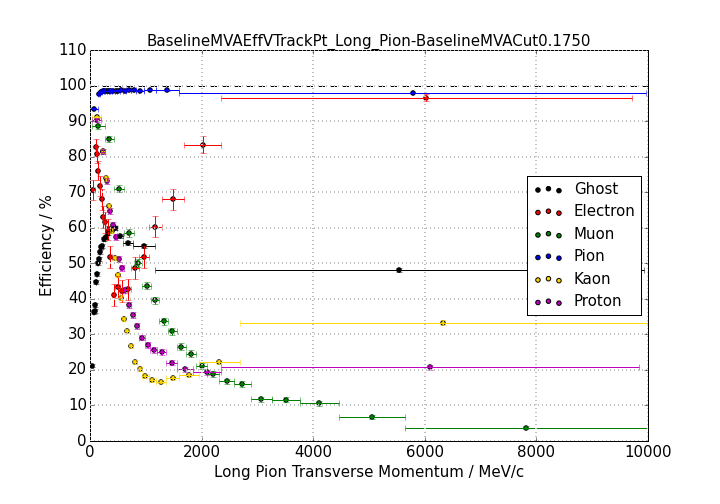 BaselineMVAEffVTrackPt_Long_Pion-BaselineMVACut0.1750
110
100
90
80
70
60
50
40
30
20
10
0
Efficiency / %
Ghost
Electron
Muon
Pion
Kaon
Proton
0 2000 4000 6000 8000 10000
Long Pion Transverse Momentum / MeV/c